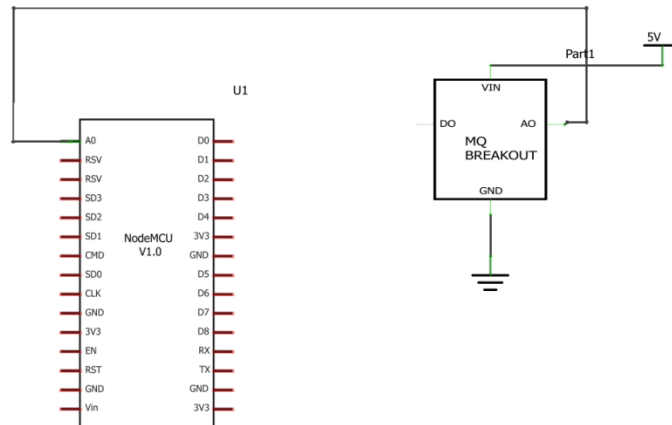 5V
Part1
U1
VIN
DO
AO
MQ
BREAKOUT
GND
A0
RSV
RSV
SD3
SD2
SD1
CMD
SD0
CLK
GND
3V3
EN
RST
GND
Vin
NodeMCU
V1.0
D0
D1
D2
D3
D4
3V3
GND
D5
D6
D7
D8
RX
TX
GND
3V3